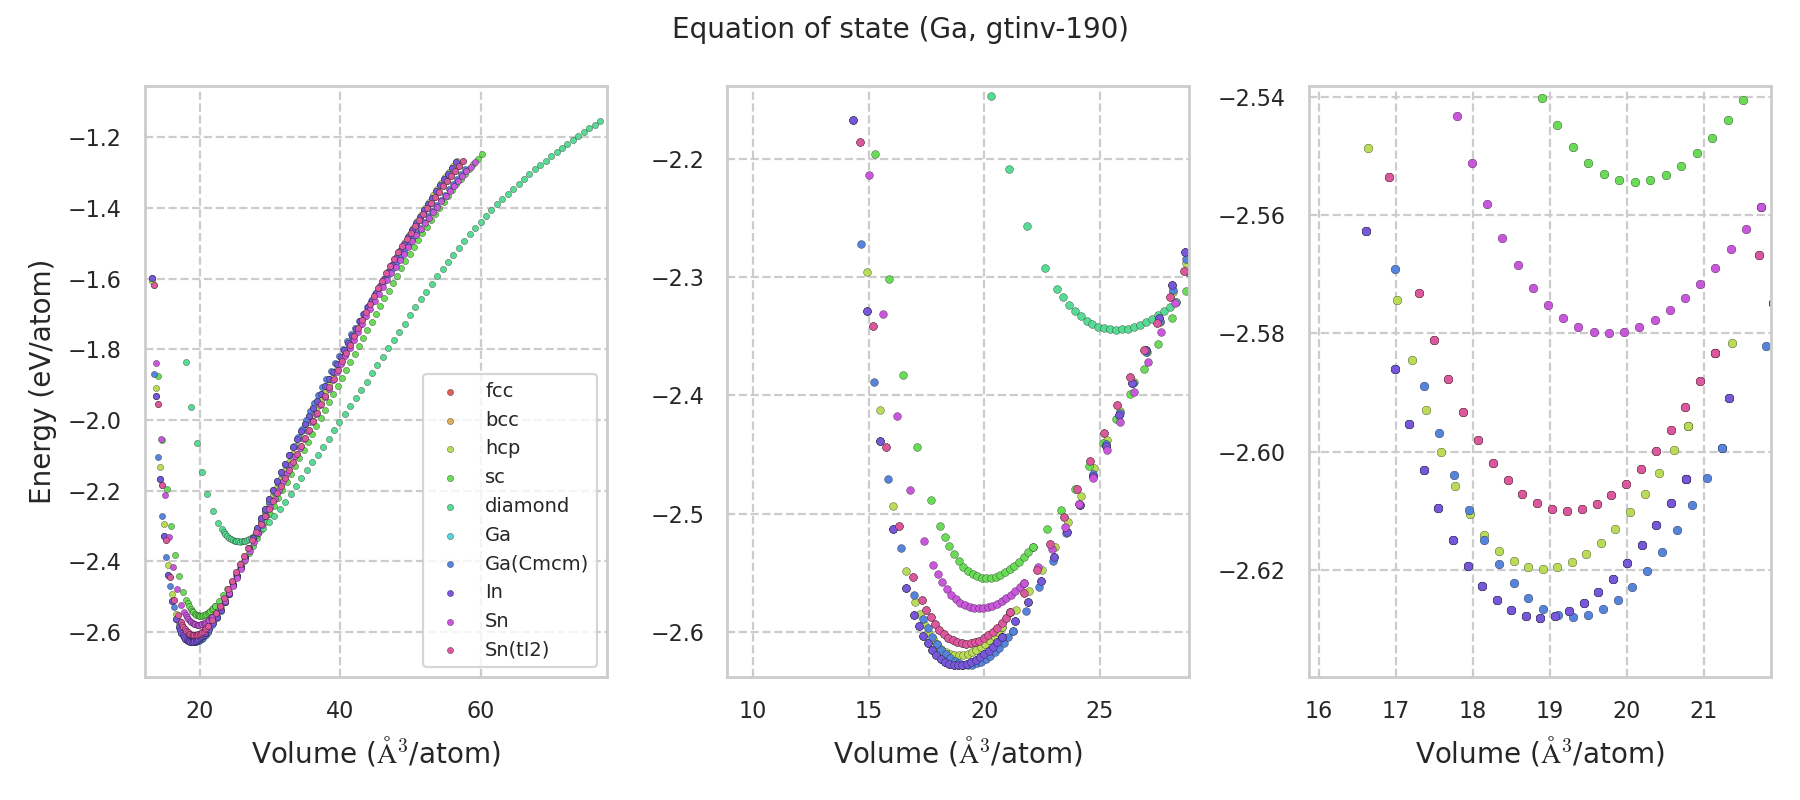 Equation of state (Ga, gtinv-190)
Energy (eV/atom)
−1.2
−1.4
−1.6
−1.8
−2.0
−2.2
−2.4
−2.6
20
40
60
Volume (Å³/atom)
fcc
bcc
hcp
sc
diamond
Ga
Ga(Cmcm)
In
Sn
Sn(tI2)
−2.2
−2.3
−2.4
−2.5
−2.6
10
15
20
25
Volume (Å³/atom)
−2.54
−2.56
−2.58
−2.60
−2.62
16
17
18
19
20
21
Volume (Å³/atom)